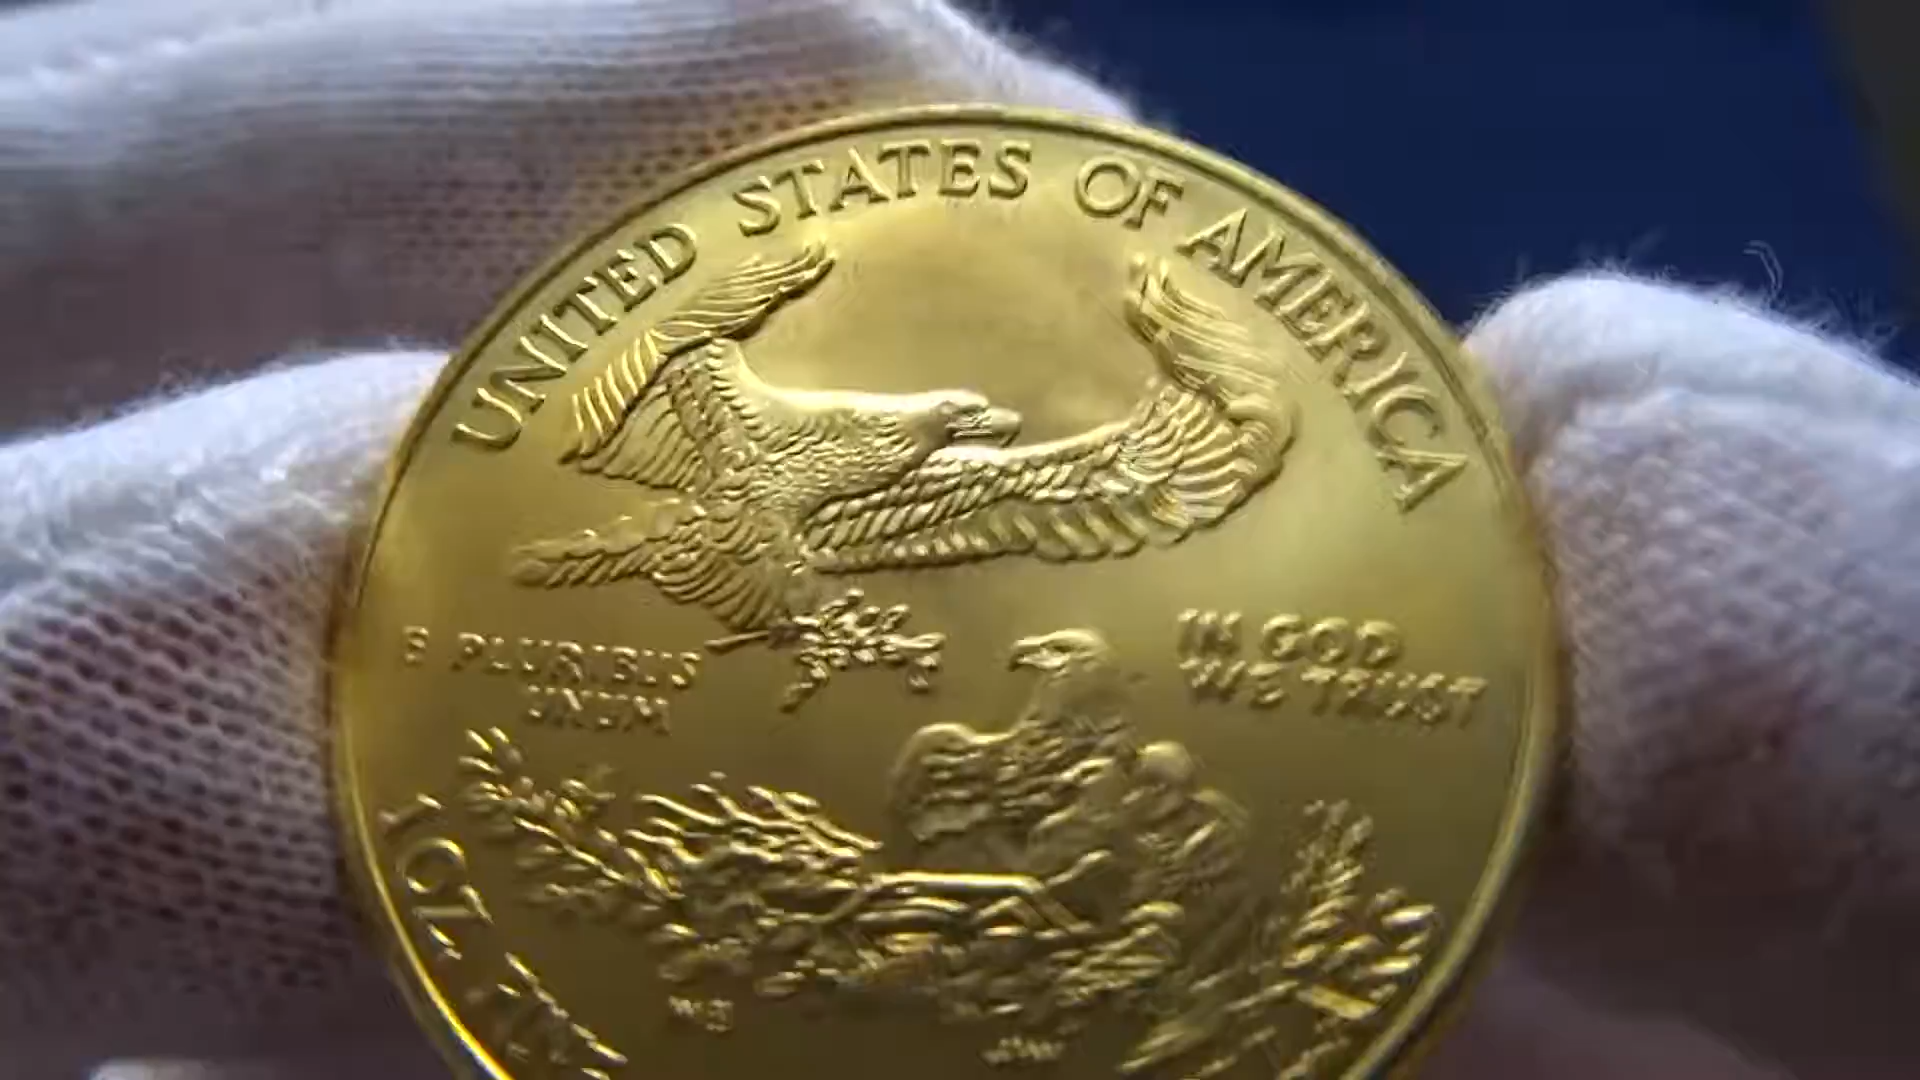 UNITED STATES OF AMERICA
E PLURIBUS
UNUM
IN GOD
WE TRUST
1 OZ.